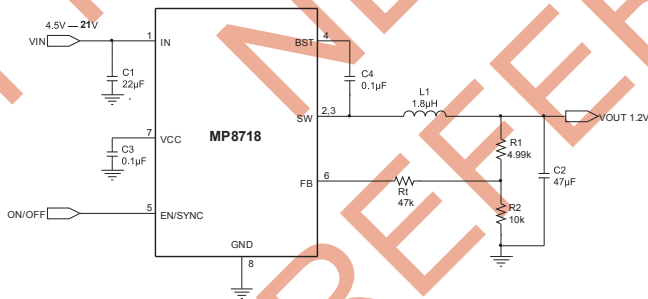 4.5V — 21V
VIN
1
IN
C1
22μF
7
VCC
C3
0.1μF
ON/OFF
5
EN/SYNC
MP8718
GND
8
BST
4
C4
0.1μF
SW
2,3
L1
1.8μH
VOUT 1.2V
R1
4.99k
C2
47μF
FB
6
Rt
47k
R2
10k